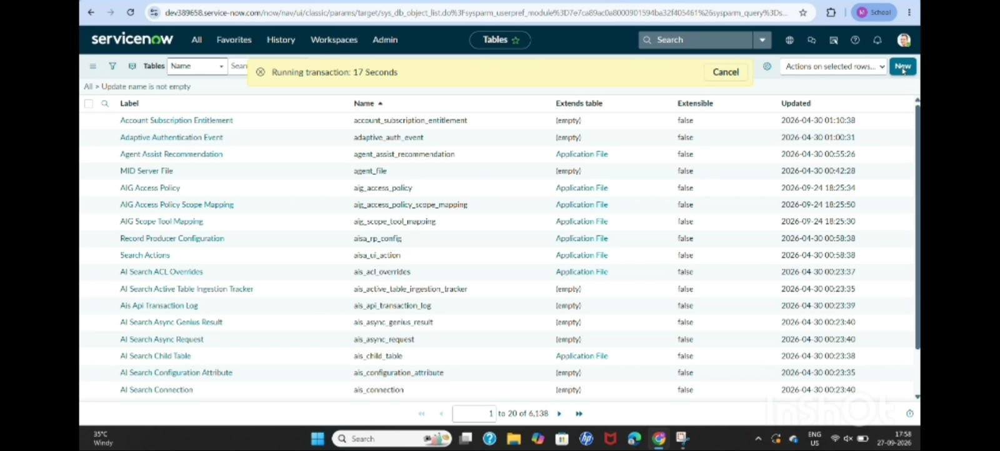 dev389658.service-now.com/now/nav/ui/classic/params/target/sys_db_object_list.do%3Fsysparm_userpref_module%3D7e7ca89ac0a8000901594ba32f405461%26sysparm_query%3Ds...
M School
servicenow All Favorites History Workspaces Admin Tables Search
Tables Name Sear Running transaction: 17 Seconds Cancel Actions on selected rows... New
All > Update name is not empty
Label Name Extends table Extensible Updated
Account Subscription Entitlement account_subscription_entitlement (empty) false 2026-04-30 01:10:38
Adaptive Authentication Event adaptive_auth_event (empty) false 2026-04-30 01:00:31
Agent Assist Recommendation agent_assist_recommendation Application File false 2026-04-30 00:55:26
MID Server File agent_file (empty) false 2026-04-30 00:42:28
AIG Access Policy aig_access_policy Application File false 2026-09-24 18:25:34
AIG Access Policy Scope Mapping aig_access_policy_scope_mapping Application File false 2026-09-24 18:25:50
AIG Scope Tool Mapping aig_scope_tool_mapping Application File false 2026-09-24 18:25:30
Record Producer Configuration aisa_rp_config Application File false 2026-04-30 00:58:38
Search Actions aisa_ui_action Application File false 2026-04-30 00:58:38
AI Search ACL Overrides ais_acl_overrides Application File false 2026-04-30 00:23:37
AI Search Active Table Ingestion Tracker ais_active_table_ingestion_tracker (empty) false 2026-04-30 00:23:35
Ais Api Transaction Log ais_api_transaction_log (empty) false 2026-04-30 00:23:39
AI Search Async Genius Result ais_async_genius_result (empty) false 2026-04-30 00:23:40
AI Search Async Request ais_async_request (empty) false 2026-04-30 00:23:40
AI Search Child Table ais_child_table Application File false 2026-04-30 00:23:38
AI Search Configuration Attribute ais_configuration_attribute (empty) false 2026-04-30 00:23:35
AI Search Connection ais_connection (empty) false 2026-04-30 00:23:40
1 to 20 of 6,138
InShOt
35°C
Windy
Search
ENG
US
17:58
27-09-2026